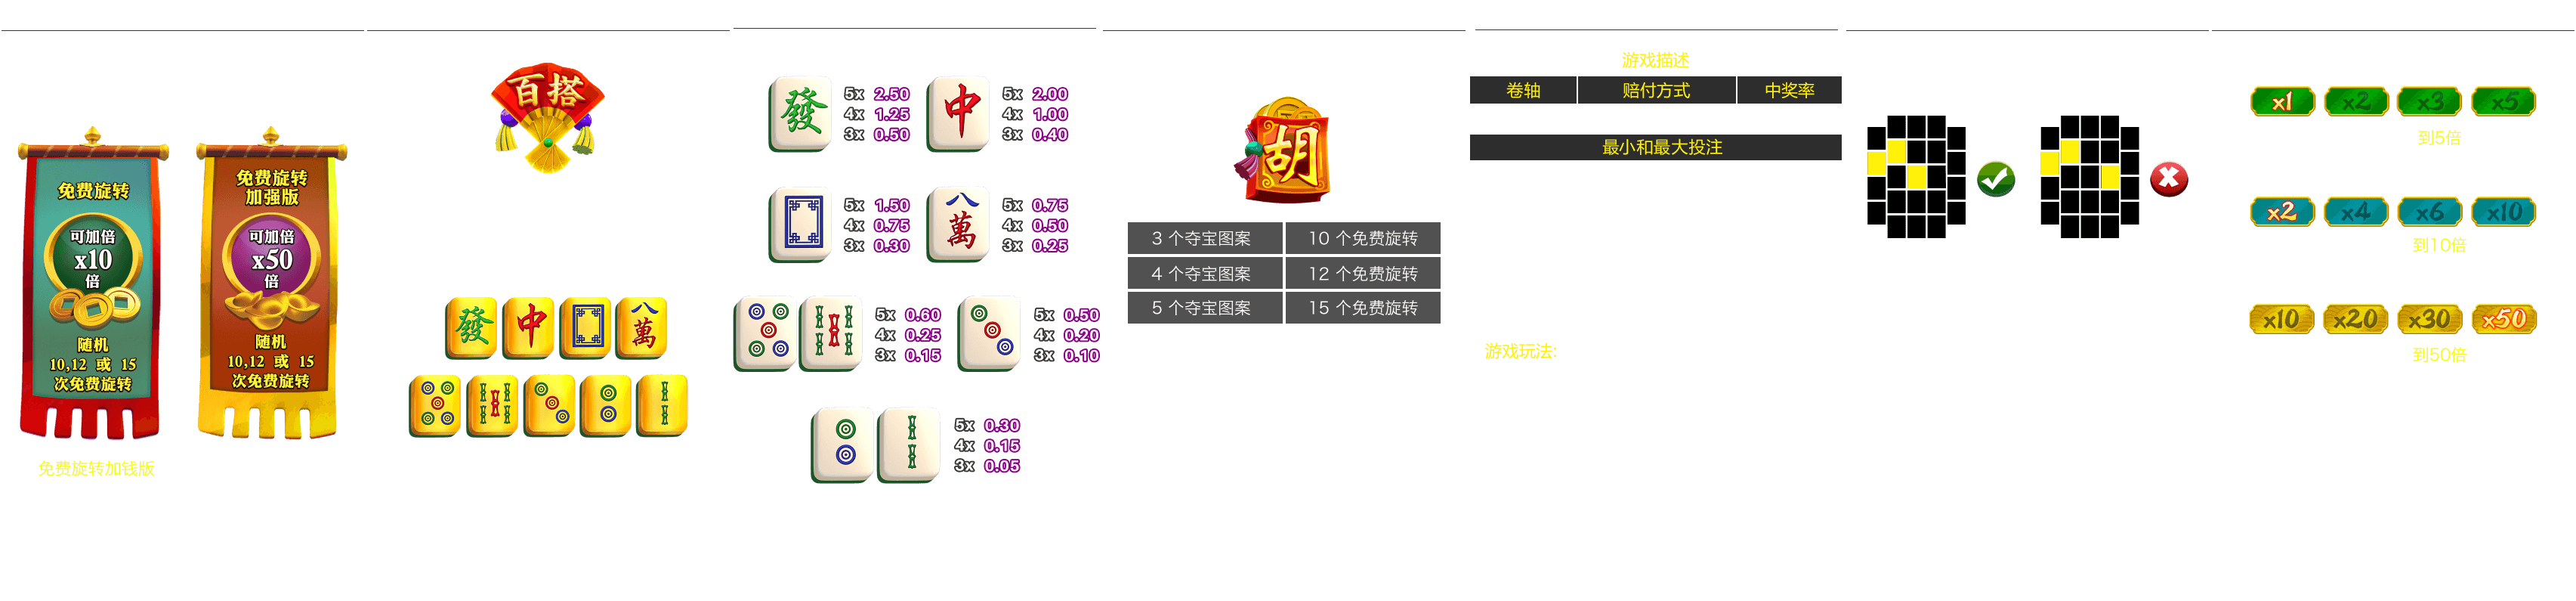 免费旋转
可加倍
x10
倍
随机
10,12 或 15
次免费旋转
免费旋转
加强版
可加倍
x50
倍
随机
10,12 或 15
次免费旋转
免费旋转加钱版
百搭
發 中 八萬
發
5x 2.50
4x 1.25
3x 0.50
中
5x 2.00
4x 1.00
3x 0.40
5x 1.50
4x 0.75
3x 0.30
八萬
5x 0.75
4x 0.50
3x 0.25
5x 0.60
4x 0.25
3x 0.15
5x 0.50
4x 0.20
3x 0.10
5x 0.30
4x 0.15
3x 0.05
胡
3 个夺宝图案 10 个免费旋转
4 个夺宝图案 12 个免费旋转
5 个夺宝图案 15 个免费旋转
游戏描述
卷轴 赔付方式 中奖率
最小和最大投注
游戏玩法:
x1 x2 x3 x5
到5倍
x2 x4 x6 x10
到10倍
x10 x20 x30 x50
到50倍